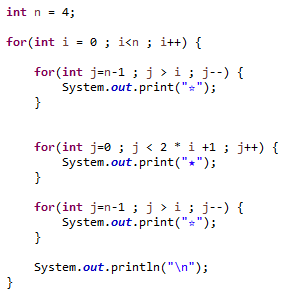 int n = 4;
for(int i = 0 ; i<n ; i++) {
for(int j=n-1 ; j > i ; j--) {
System.out.print("☆");
}
for(int j=0 ; j < 2 * i +1 ; j++) {
System.out.print("★");
}
for(int j=n-1 ; j > i ; j--) {
System.out.print("☆");
}
System.out.println("\n");
}